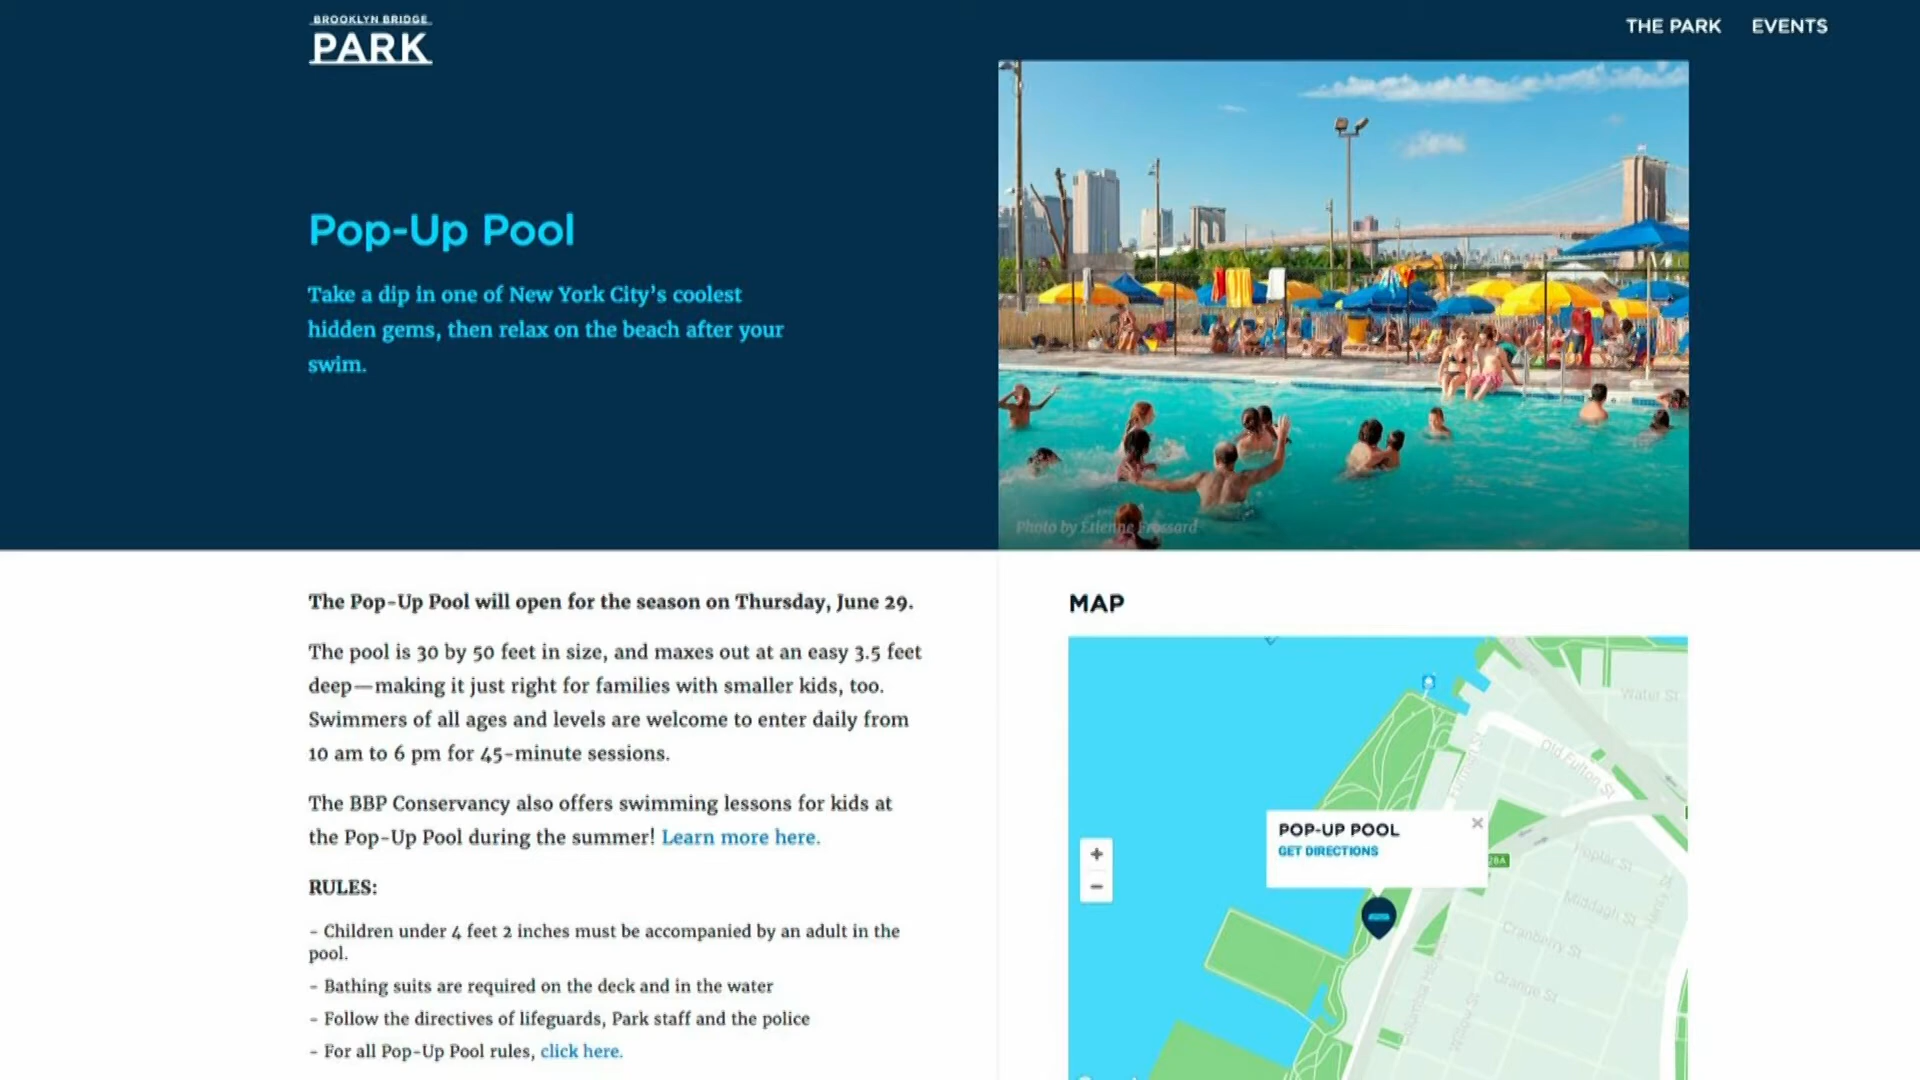 BROOKLYN BRIDGE
PARK
THE PARK
EVENTS
Pop-Up Pool
Take a dip in one of New York City's coolest
hidden gems, then relax on the beach after your
swim.
Photo by Etienne Frossard
The Pop-Up Pool will open for the season on Thursday, June 29.
The pool is 30 by 50 feet in size, and maxes out at an easy 3.5 feet
deep—making it just right for families with smaller kids, too.
Swimmers of all ages and levels are welcome to enter daily from
10 am to 6 pm for 45-minute sessions.
The BBP Conservancy also offers swimming lessons for kids at
the Pop-Up Pool during the summer! Learn more here.
RULES:
- Children under 4 feet 2 inches must be accompanied by an adult in the
pool.
- Bathing suits are required on the deck and in the water
- Follow the directives of lifeguards, Park staff and the police
- For all Pop-Up Pool rules, click here.
MAP
Water St
Old Fulton St
Furman St
POP-UP POOL
GET DIRECTIONS
28A
Poplar St
Middagh St
Henry St
Cranberry St
Orange St
Willow St